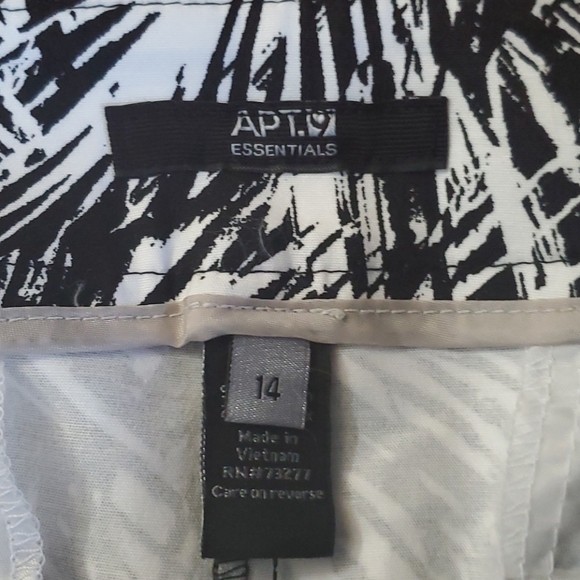 APT.9
ESSENTIALS
14
Made in
Vietnam
RN#73277
Care on reverse